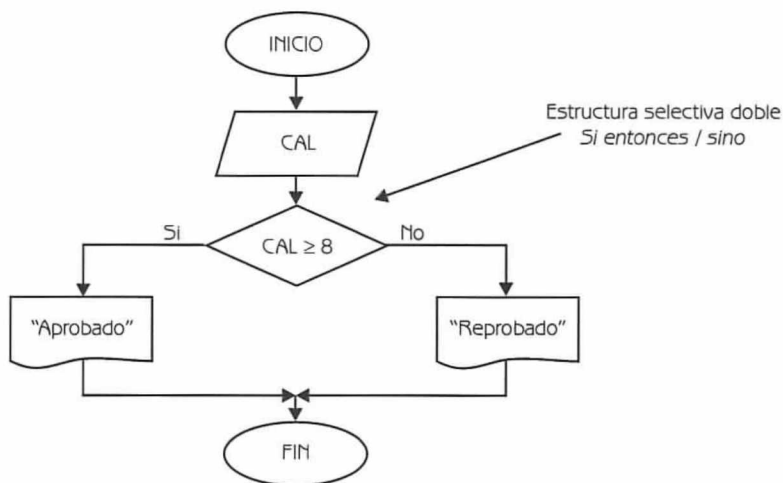 INICIO
CAL
Estructura selectiva doble
Si entonces / sino
Si
CAL ≥ 8
No
“Aprobado”
“Reprobado”
FIN